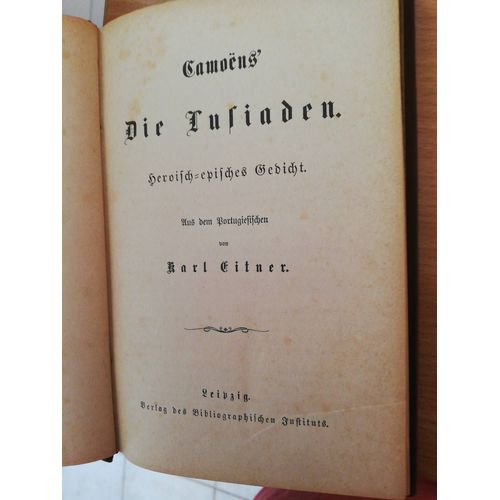 Camoëns'
Die Lusiaden.
Heroisch-episches Gedicht.
Aus dem Portugiesischen
von
Karl Eitner.
Leipzig.
Verlag des Bibliographischen Instituts.